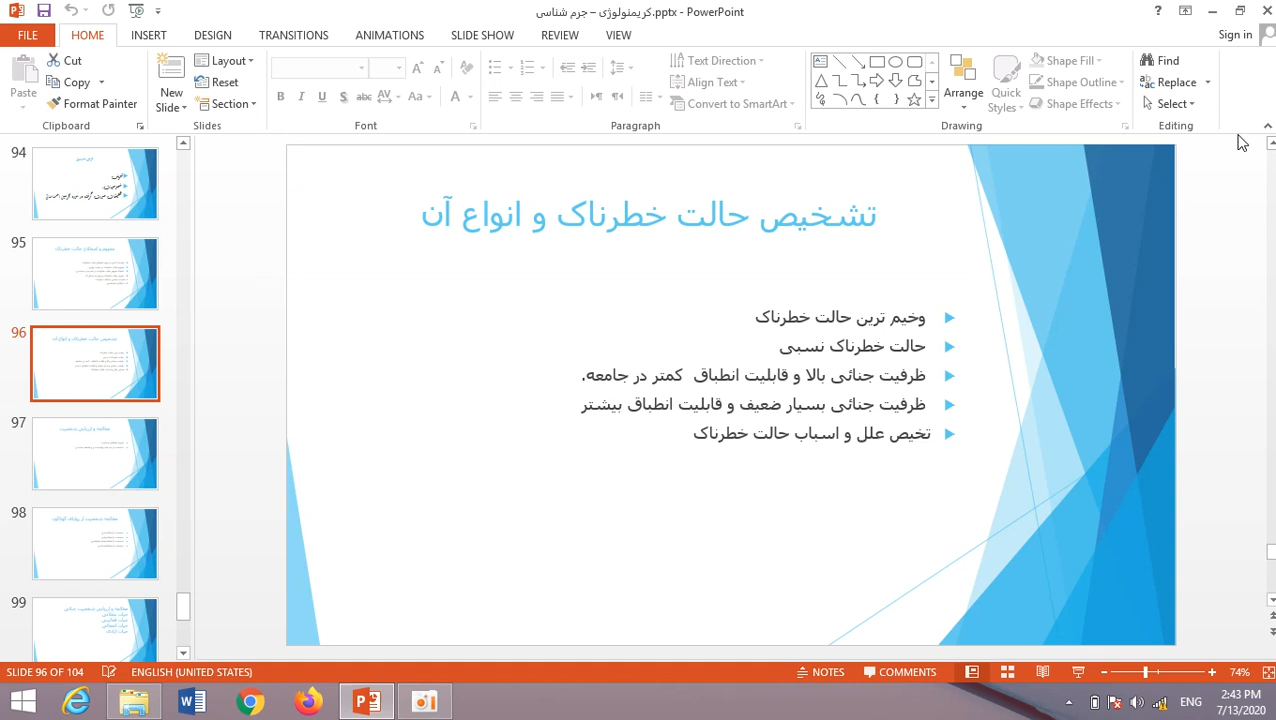 کریمنولوژی – جرم شناسی.pptx - PowerPoint
Sign in
FILE HOME INSERT DESIGN TRANSITIONS ANIMATIONS SLIDE SHOW REVIEW VIEW
Paste
Cut
Copy
Format Painter
Clipboard
New Slide
Layout
Reset
Section
Slides
Font
Text Direction
Align Text
Convert to SmartArt
Paragraph
Arrange
Quick Styles
Shape Fill
Shape Outline
Shape Effects
Drawing
Find
Replace
Select
Editing
94
95
96
97
98
99
تشخیص حالت خطرناک و انواع آن
وخیم ترین حالت خطرناک
حالت خطرناک نسبی
ظرفیت جنائی بالا و قابلیت انطباق کمتر در جامعه.
ظرفیت جنائی بسیار ضعیف و قابلیت انطباق بیشتر
تخیص علل و اسباب حالت خطرناک
SLIDE 96 OF 104 ENGLISH (UNITED STATES) NOTES COMMENTS 74%
ENG
2:43 PM
7/13/2020